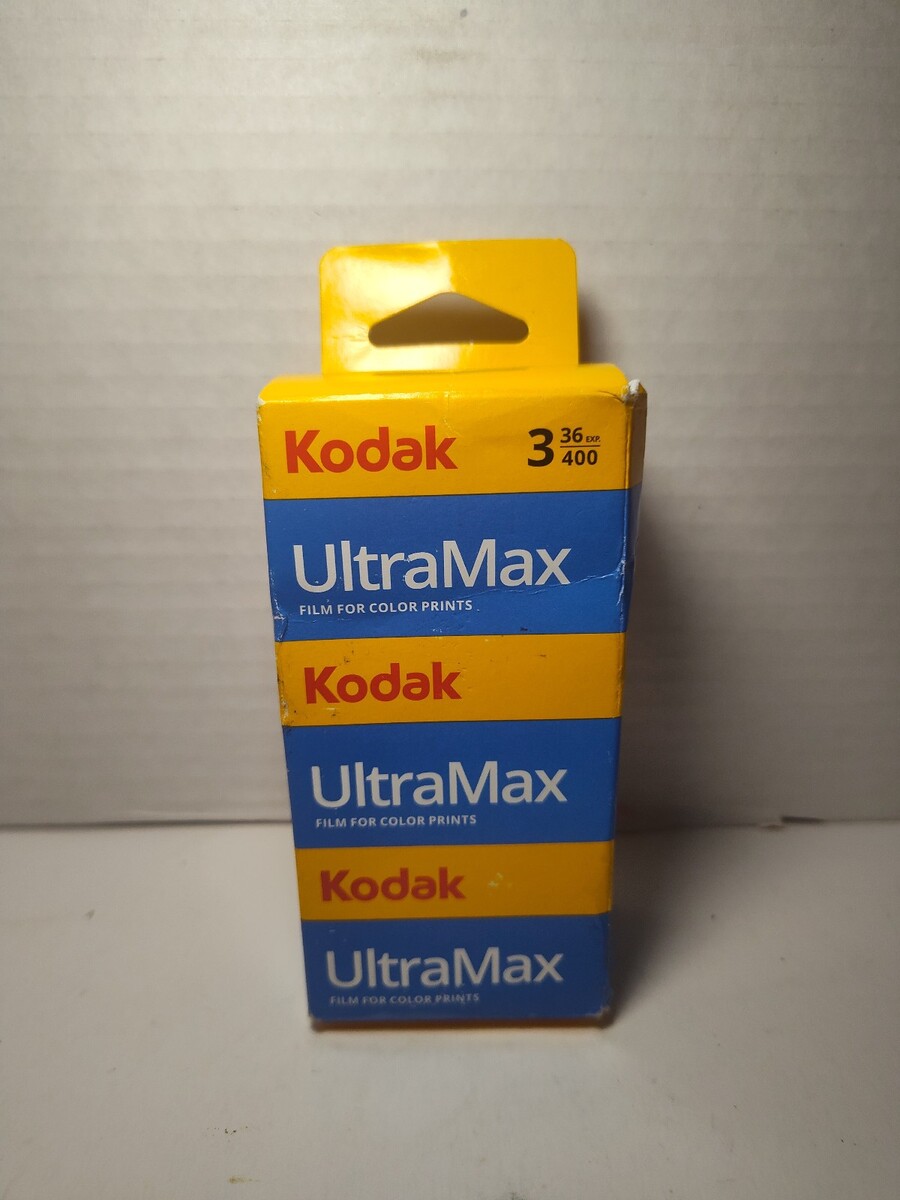 Kodak
3 36 EXP.
400
UltraMax
FILM FOR COLOR PRINTS
Kodak
UltraMax
FILM FOR COLOR PRINTS
Kodak
UltraMax
FILM FOR COLOR PRINTS